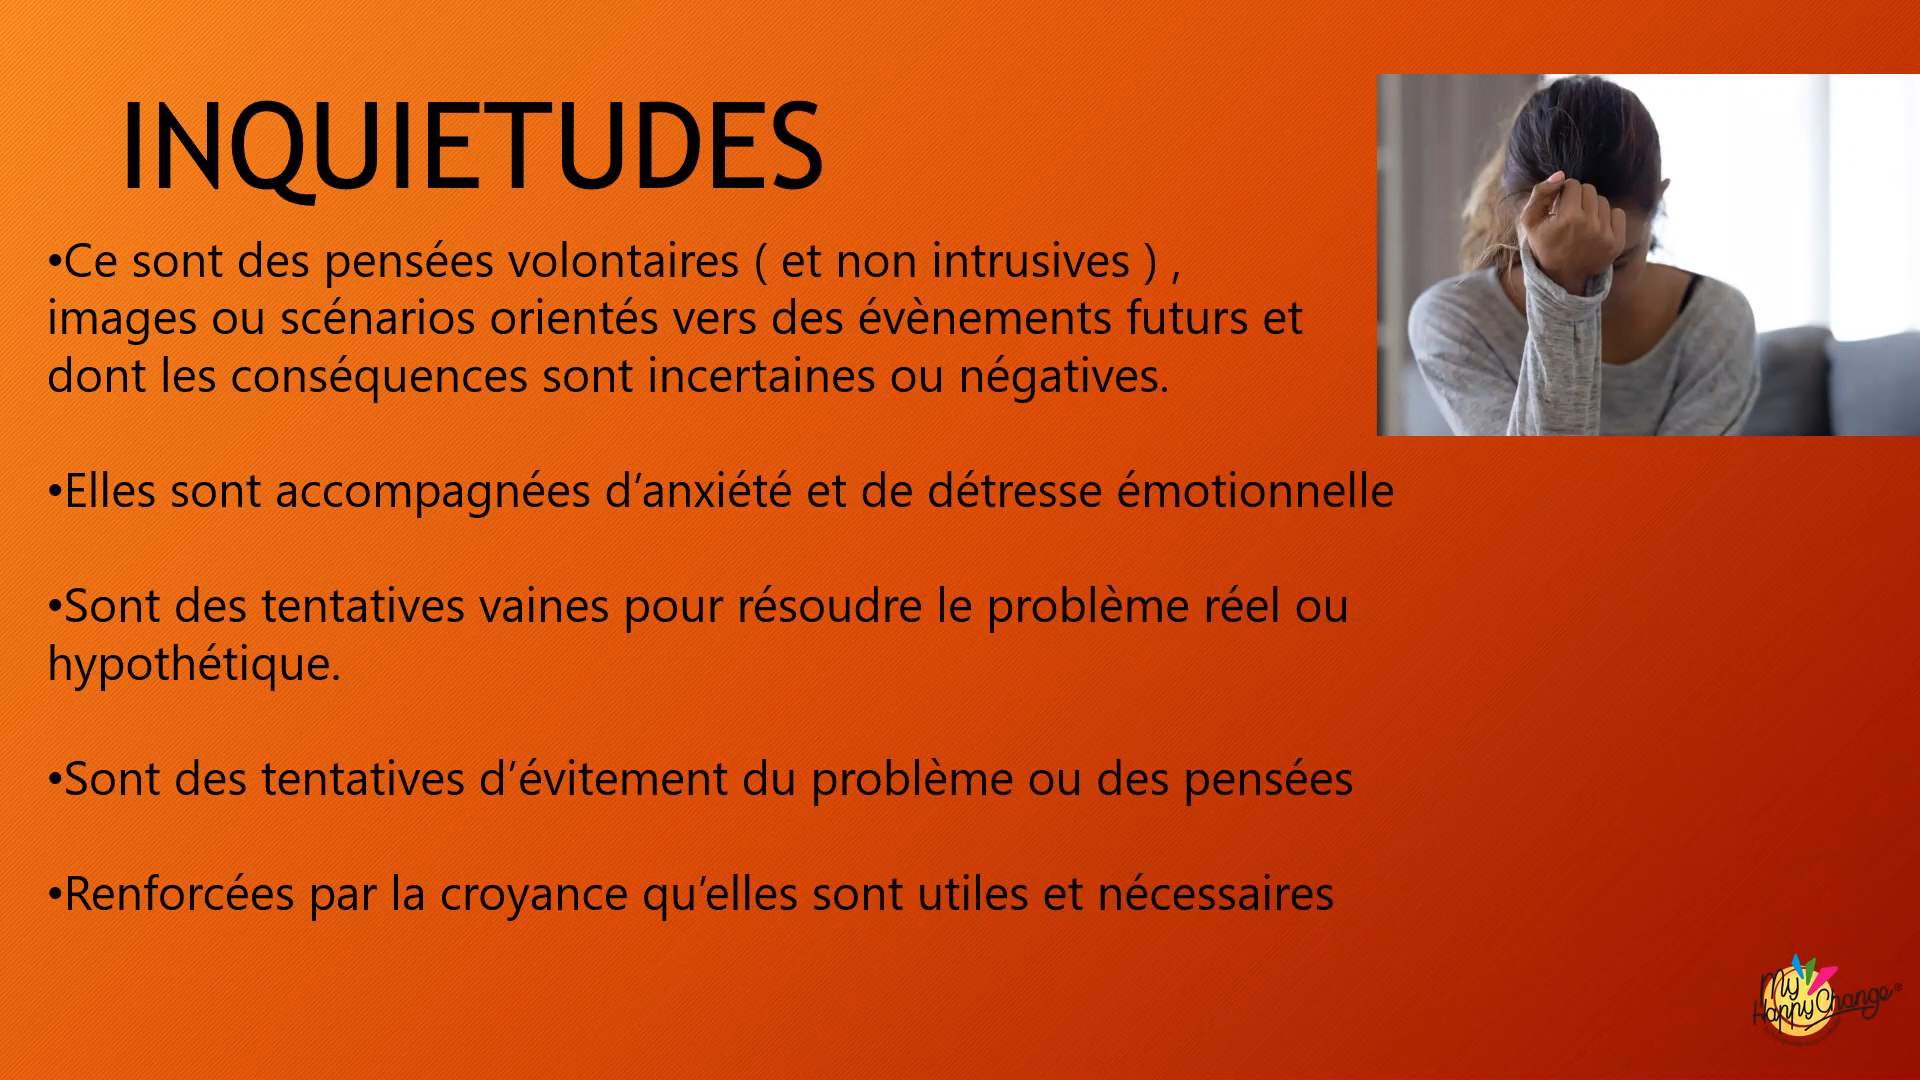 INQUIETUDES
•Ce sont des pensées volontaires ( et non intrusives ) ,
images ou scénarios orientés vers des évènements futurs et
dont les conséquences sont incertaines ou négatives.
•Elles sont accompagnées d’anxiété et de détresse émotionnelle
•Sont des tentatives vaines pour résoudre le problème réel ou
hypothétique.
•Sont des tentatives d’évitement du problème ou des pensées
•Renforcées par la croyance qu’elles sont utiles et nécessaires
My
HappyChange®